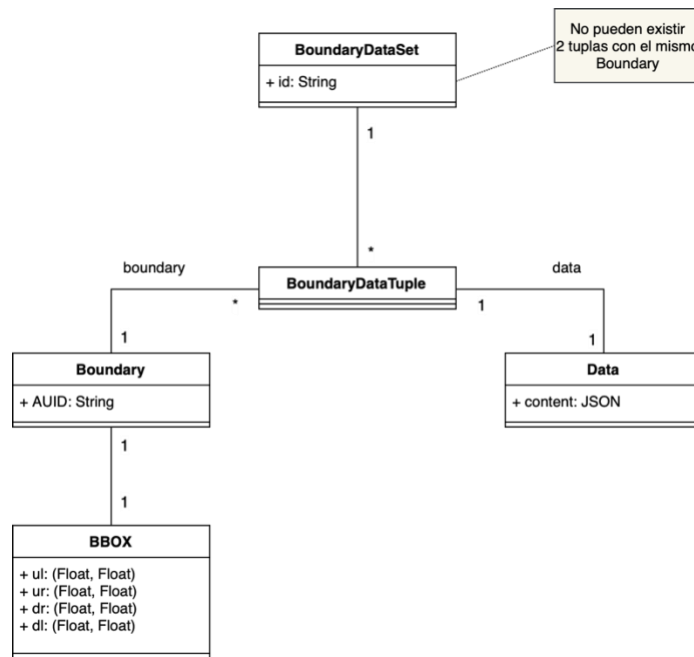 No pueden existir
2 tuplas con el mismo
Boundary
BoundaryDataSet
+ id: String
1
*
boundary
BoundaryDataTuple
data
*
1
1
1
Boundary
+ AUID: String
Data
+ content: JSON
1
1
BBOX
+ ul: (Float, Float)
+ ur: (Float, Float)
+ dr: (Float, Float)
+ dl: (Float, Float)